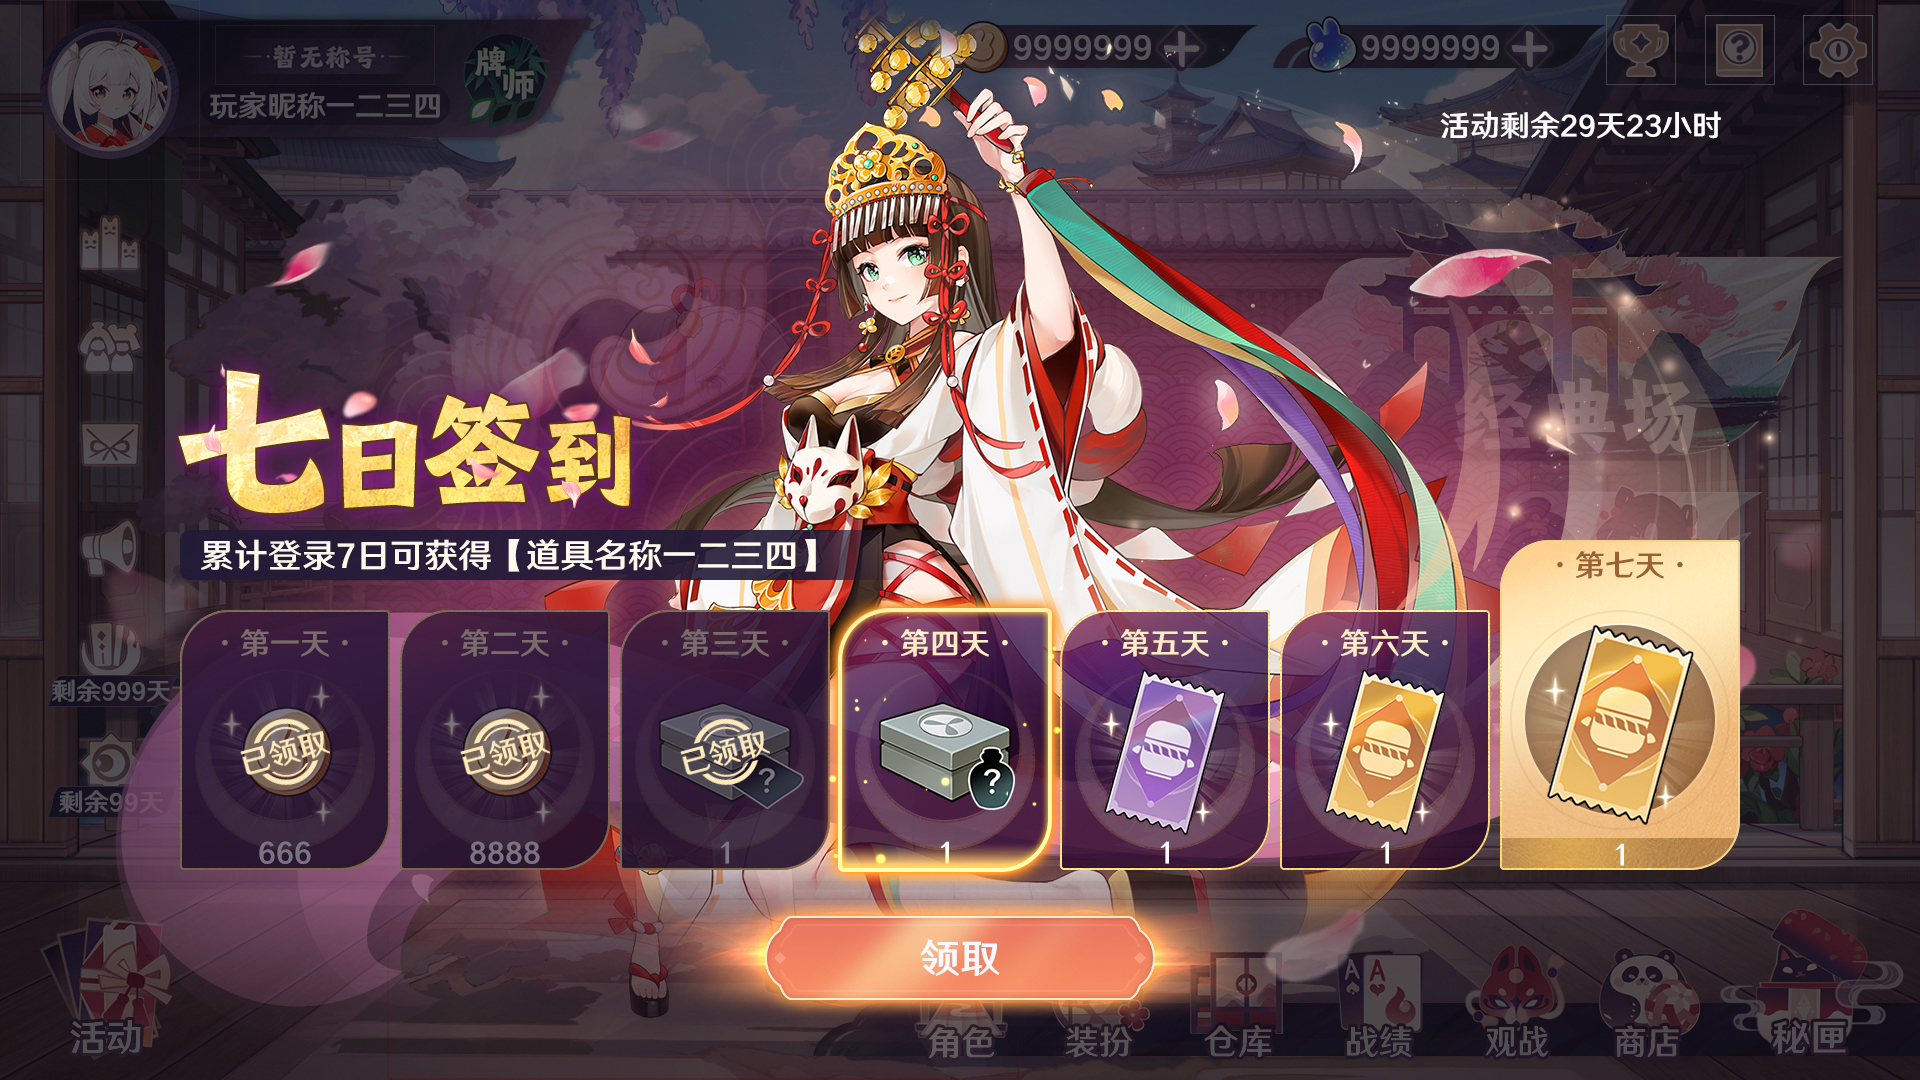 暂无称号
玩家昵称一二三四
牌师
9999999
9999999
活动剩余29天23小时
经典场
七日签到
累计登录7日可获得【道具名称一二三四】
·第一天·
已领取
666
·第二天·
已领取
8888
·第三天·
已领取
?
1
·第四天·
?
1
·第五天·
1
·第六天·
1
·第七天·
1
剩余999天
剩余99天
领取
活动
角色
装扮
仓库
A
A
战绩
观战
商店
秘匣